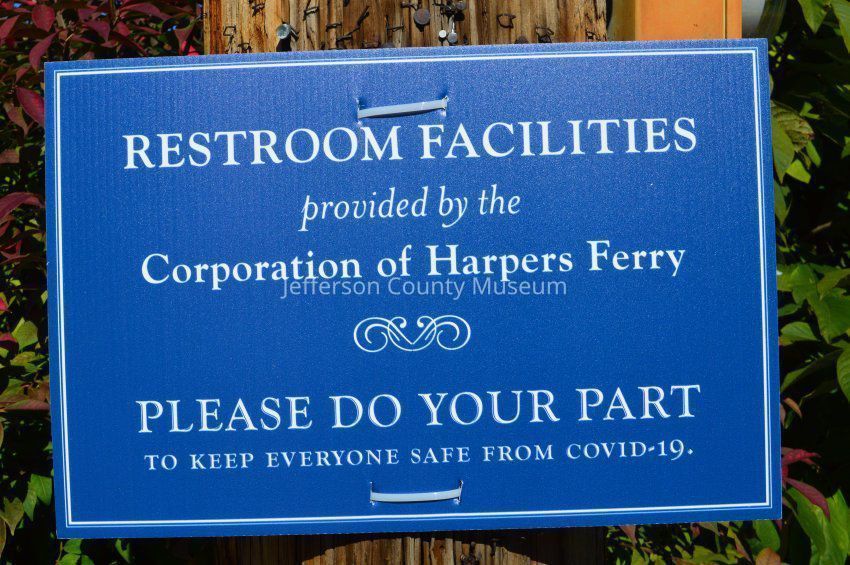 RESTROOM FACILITIES
provided by the
Corporation of Harpers Ferry
Jefferson County Museum
PLEASE DO YOUR PART
TO KEEP EVERYONE SAFE FROM COVID-19.